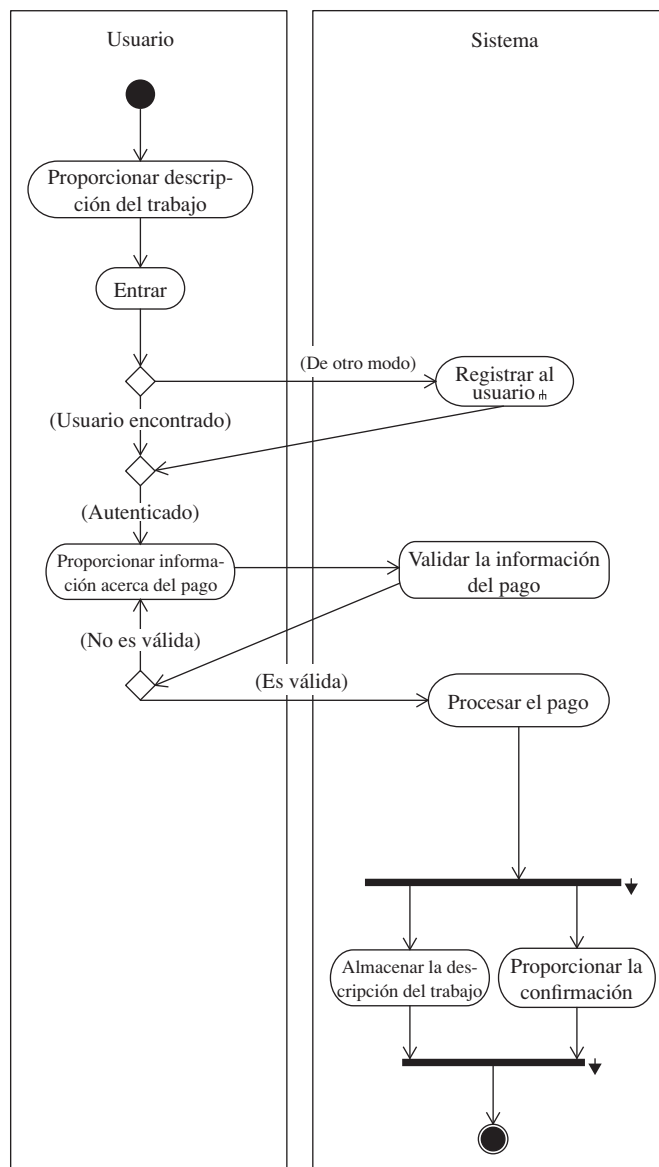 Usuario
Sistema
Proporcionar descrip-
ción del trabajo
Entrar
(De otro modo)
Registrar al
usuario
(Usuario encontrado)
(Autenticado)
Proporcionar informa-
ción acerca del pago
Validar la información
del pago
(No es válida)
(Es válida)
Procesar el pago
Almacenar la des-
cripción del trabajo
Proporcionar la
confirmación